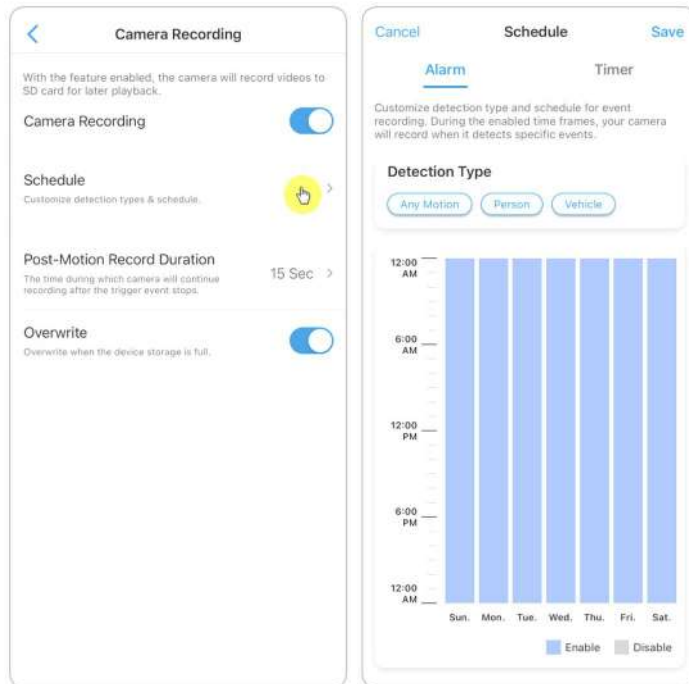 Camera Recording
With the feature enabled, the camera will record videos to
SD card for later playback.
Camera Recording
Schedule
Customize detection types & schedule.
Post-Motion Record Duration
The time during which camera will continue
recording after the trigger event stops.
15 Sec
Overwrite
Overwrite when the device storage is full.
Cancel
Schedule
Save
Alarm
Timer
Customize detection type and schedule for event
recording. During the enabled time frames, your camera
will record when it detects specific events.
Detection Type
Any Motion
Person
Vehicle
12:00
AM
6:00
AM
12:00
PM
6:00
PM
12:00
AM
Sun. Mon. Tue. Wed. Thu. Fri. Sat.
Enable
Disable